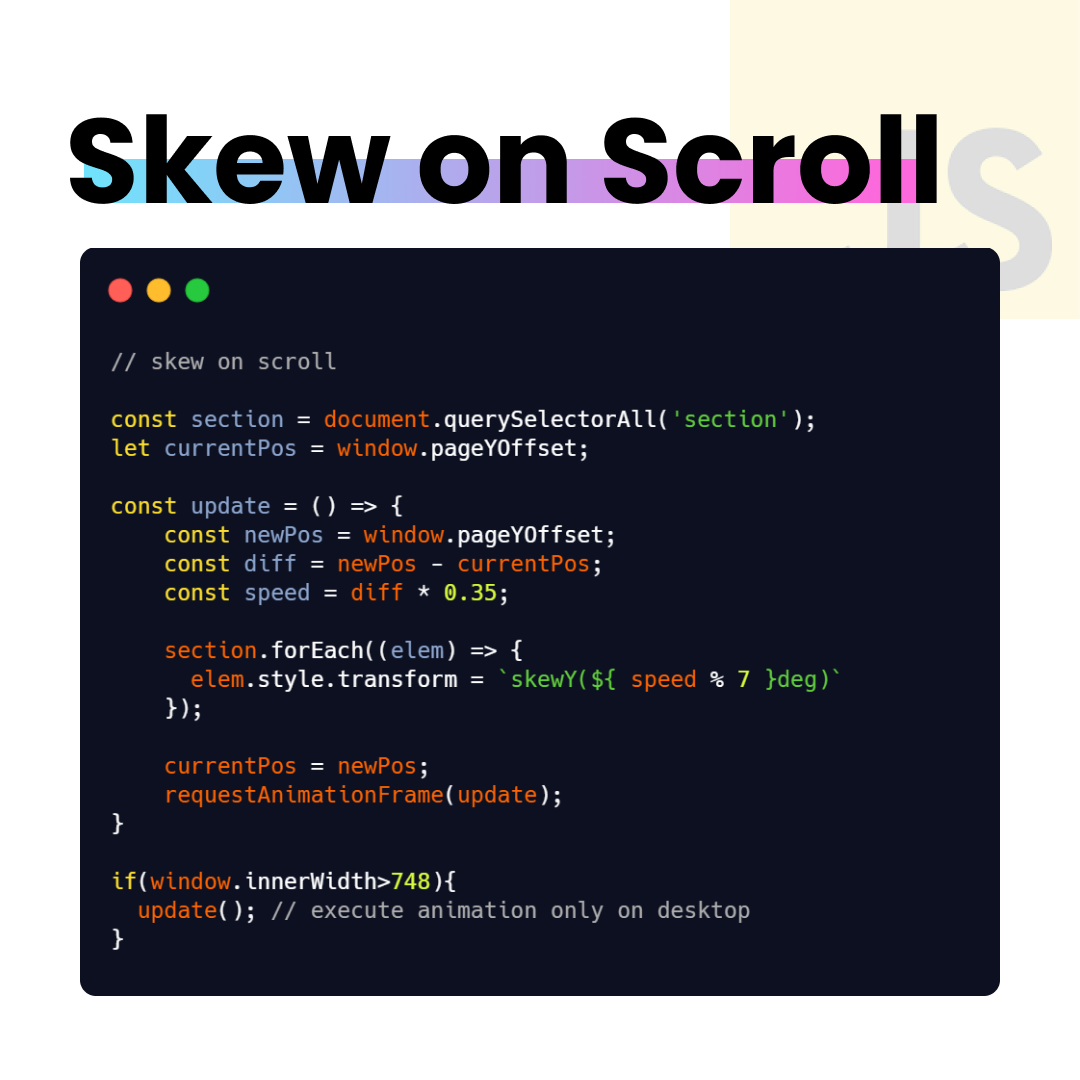 JS
Skew on Scroll
// skew on scroll
const section = document.querySelectorAll('section');
let currentPos = window.pageYOffset;
const update = () => {
    const newPos = window.pageYOffset;
    const diff = newPos - currentPos;
    const speed = diff * 0.35;
    section.forEach((elem) => {
      elem.style.transform = `skewY(${ speed % 7 }deg)`
    });
    currentPos = newPos;
    requestAnimationFrame(update);
}
if(window.innerWidth>748){
  update(); // execute animation only on desktop
}